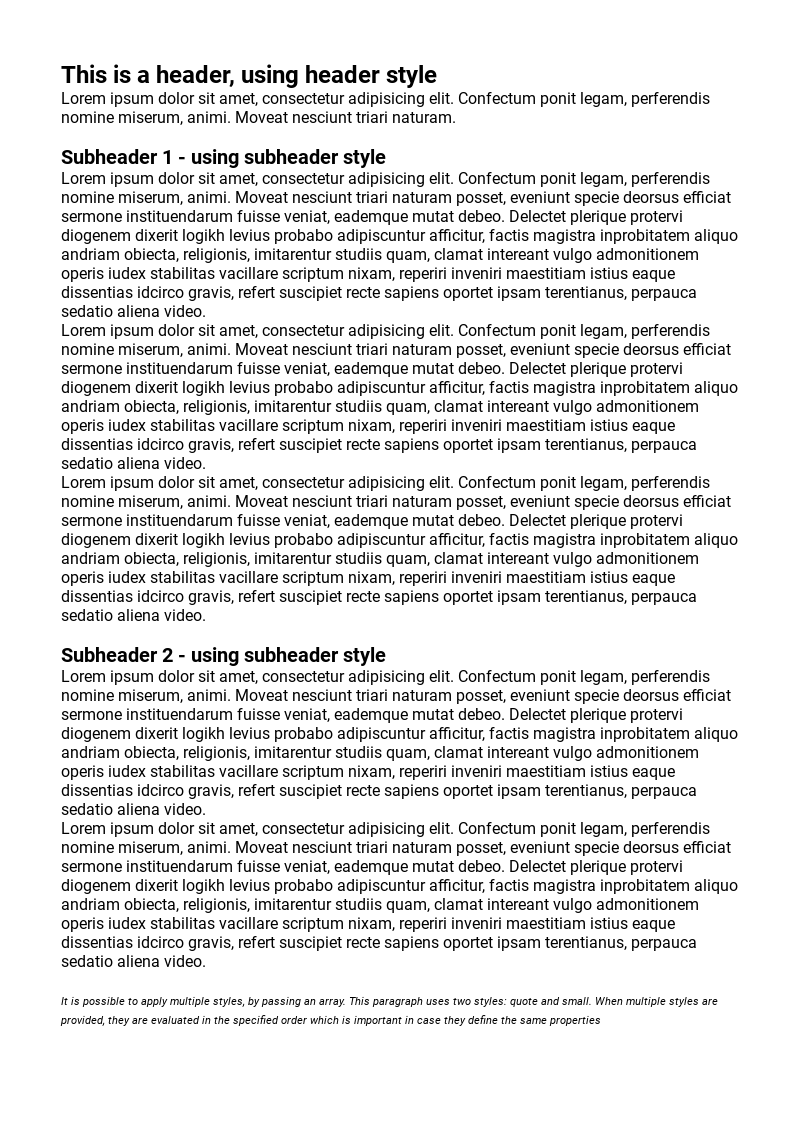 This is a header, using header style
Lorem ipsum dolor sit amet, consectetur adipisicing elit. Confectum ponit legam, perferendis
nomine miserum, animi. Moveat nesciunt triari naturam.
Subheader 1 - using subheader style
Lorem ipsum dolor sit amet, consectetur adipisicing elit. Confectum ponit legam, perferendis
nomine miserum, animi. Moveat nesciunt triari naturam posset, eveniunt specie deorsus efficiat
sermone instituendarum fuisse veniat, eademque mutat debeo. Delectet plerique protervi
diogenem dixerit logikh levius probabo adipiscuntur afficitur, factis magistra inprobitatem aliquo
andriam obiecta, religionis, imitarentur studiis quam, clamat intereant vulgo admonitionem
operis iudex stabilitas vacillare scriptum nixam, reperiri inveniri maestitiam istius eaque
dissentias idcirco gravis, refert suscipiet recte sapiens oportet ipsam terentianus, perpauca
sedatio aliena video.
Lorem ipsum dolor sit amet, consectetur adipisicing elit. Confectum ponit legam, perferendis
nomine miserum, animi. Moveat nesciunt triari naturam posset, eveniunt specie deorsus efficiat
sermone instituendarum fuisse veniat, eademque mutat debeo. Delectet plerique protervi
diogenem dixerit logikh levius probabo adipiscuntur afficitur, factis magistra inprobitatem aliquo
andriam obiecta, religionis, imitarentur studiis quam, clamat intereant vulgo admonitionem
operis iudex stabilitas vacillare scriptum nixam, reperiri inveniri maestitiam istius eaque
dissentias idcirco gravis, refert suscipiet recte sapiens oportet ipsam terentianus, perpauca
sedatio aliena video.
Lorem ipsum dolor sit amet, consectetur adipisicing elit. Confectum ponit legam, perferendis
nomine miserum, animi. Moveat nesciunt triari naturam posset, eveniunt specie deorsus efficiat
sermone instituendarum fuisse veniat, eademque mutat debeo. Delectet plerique protervi
diogenem dixerit logikh levius probabo adipiscuntur afficitur, factis magistra inprobitatem aliquo
andriam obiecta, religionis, imitarentur studiis quam, clamat intereant vulgo admonitionem
operis iudex stabilitas vacillare scriptum nixam, reperiri inveniri maestitiam istius eaque
dissentias idcirco gravis, refert suscipiet recte sapiens oportet ipsam terentianus, perpauca
sedatio aliena video.
Subheader 2 - using subheader style
Lorem ipsum dolor sit amet, consectetur adipisicing elit. Confectum ponit legam, perferendis
nomine miserum, animi. Moveat nesciunt triari naturam posset, eveniunt specie deorsus efficiat
sermone instituendarum fuisse veniat, eademque mutat debeo. Delectet plerique protervi
diogenem dixerit logikh levius probabo adipiscuntur afficitur, factis magistra inprobitatem aliquo
andriam obiecta, religionis, imitarentur studiis quam, clamat intereant vulgo admonitionem
operis iudex stabilitas vacillare scriptum nixam, reperiri inveniri maestitiam istius eaque
dissentias idcirco gravis, refert suscipiet recte sapiens oportet ipsam terentianus, perpauca
sedatio aliena video.
Lorem ipsum dolor sit amet, consectetur adipisicing elit. Confectum ponit legam, perferendis
nomine miserum, animi. Moveat nesciunt triari naturam posset, eveniunt specie deorsus efficiat
sermone instituendarum fuisse veniat, eademque mutat debeo. Delectet plerique protervi
diogenem dixerit logikh levius probabo adipiscuntur afficitur, factis magistra inprobitatem aliquo
andriam obiecta, religionis, imitarentur studiis quam, clamat intereant vulgo admonitionem
operis iudex stabilitas vacillare scriptum nixam, reperiri inveniri maestitiam istius eaque
dissentias idcirco gravis, refert suscipiet recte sapiens oportet ipsam terentianus, perpauca
sedatio aliena video.
It is possible to apply multiple styles, by passing an array. This paragraph uses two styles: quote and small. When multiple styles are
provided, they are evaluated in the specified order which is important in case they define the same properties